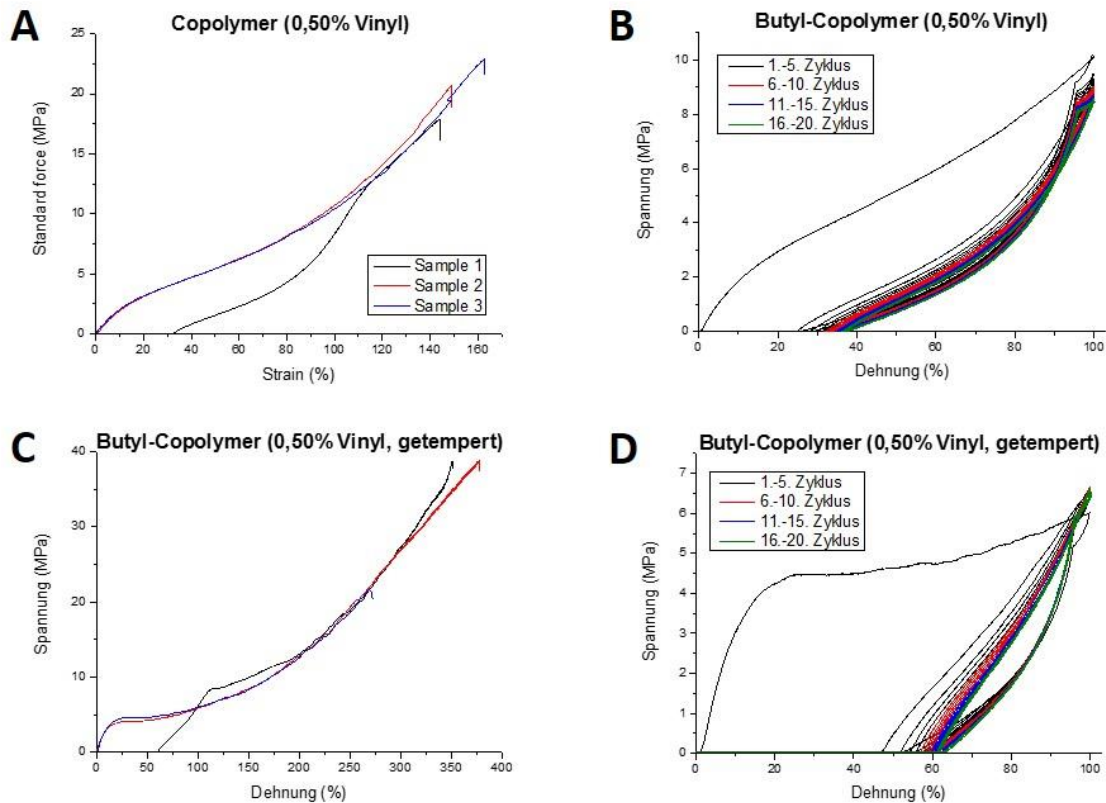 A
Copolymer (0,50% Vinyl)
25
20
15
10
5
0
Standard force (MPa)
Sample 1
Sample 2
Sample 3
0 20 40 60 80 100 120 140 160
Strain (%)
B
Butyl-Copolymer (0,50% Vinyl)
10
8
6
4
2
0
Spannung (MPa)
1.-5. Zyklus
6.-10. Zyklus
11.-15. Zyklus
16.-20. Zyklus
0 20 40 60 80 100
Dehnung (%)
C
Butyl-Copolymer (0,50% Vinyl, getempert)
40
30
20
10
0
Spannung (MPa)
0 50 100 150 200 250 300 350 400
Dehnung (%)
D
Butyl-Copolymer (0,50% Vinyl, getempert)
7
6
5
4
3
2
1
0
Spannung (MPa)
1.-5. Zyklus
6.-10. Zyklus
11.-15. Zyklus
16.-20. Zyklus
0 20 40 60 80 100
Dehnung (%)